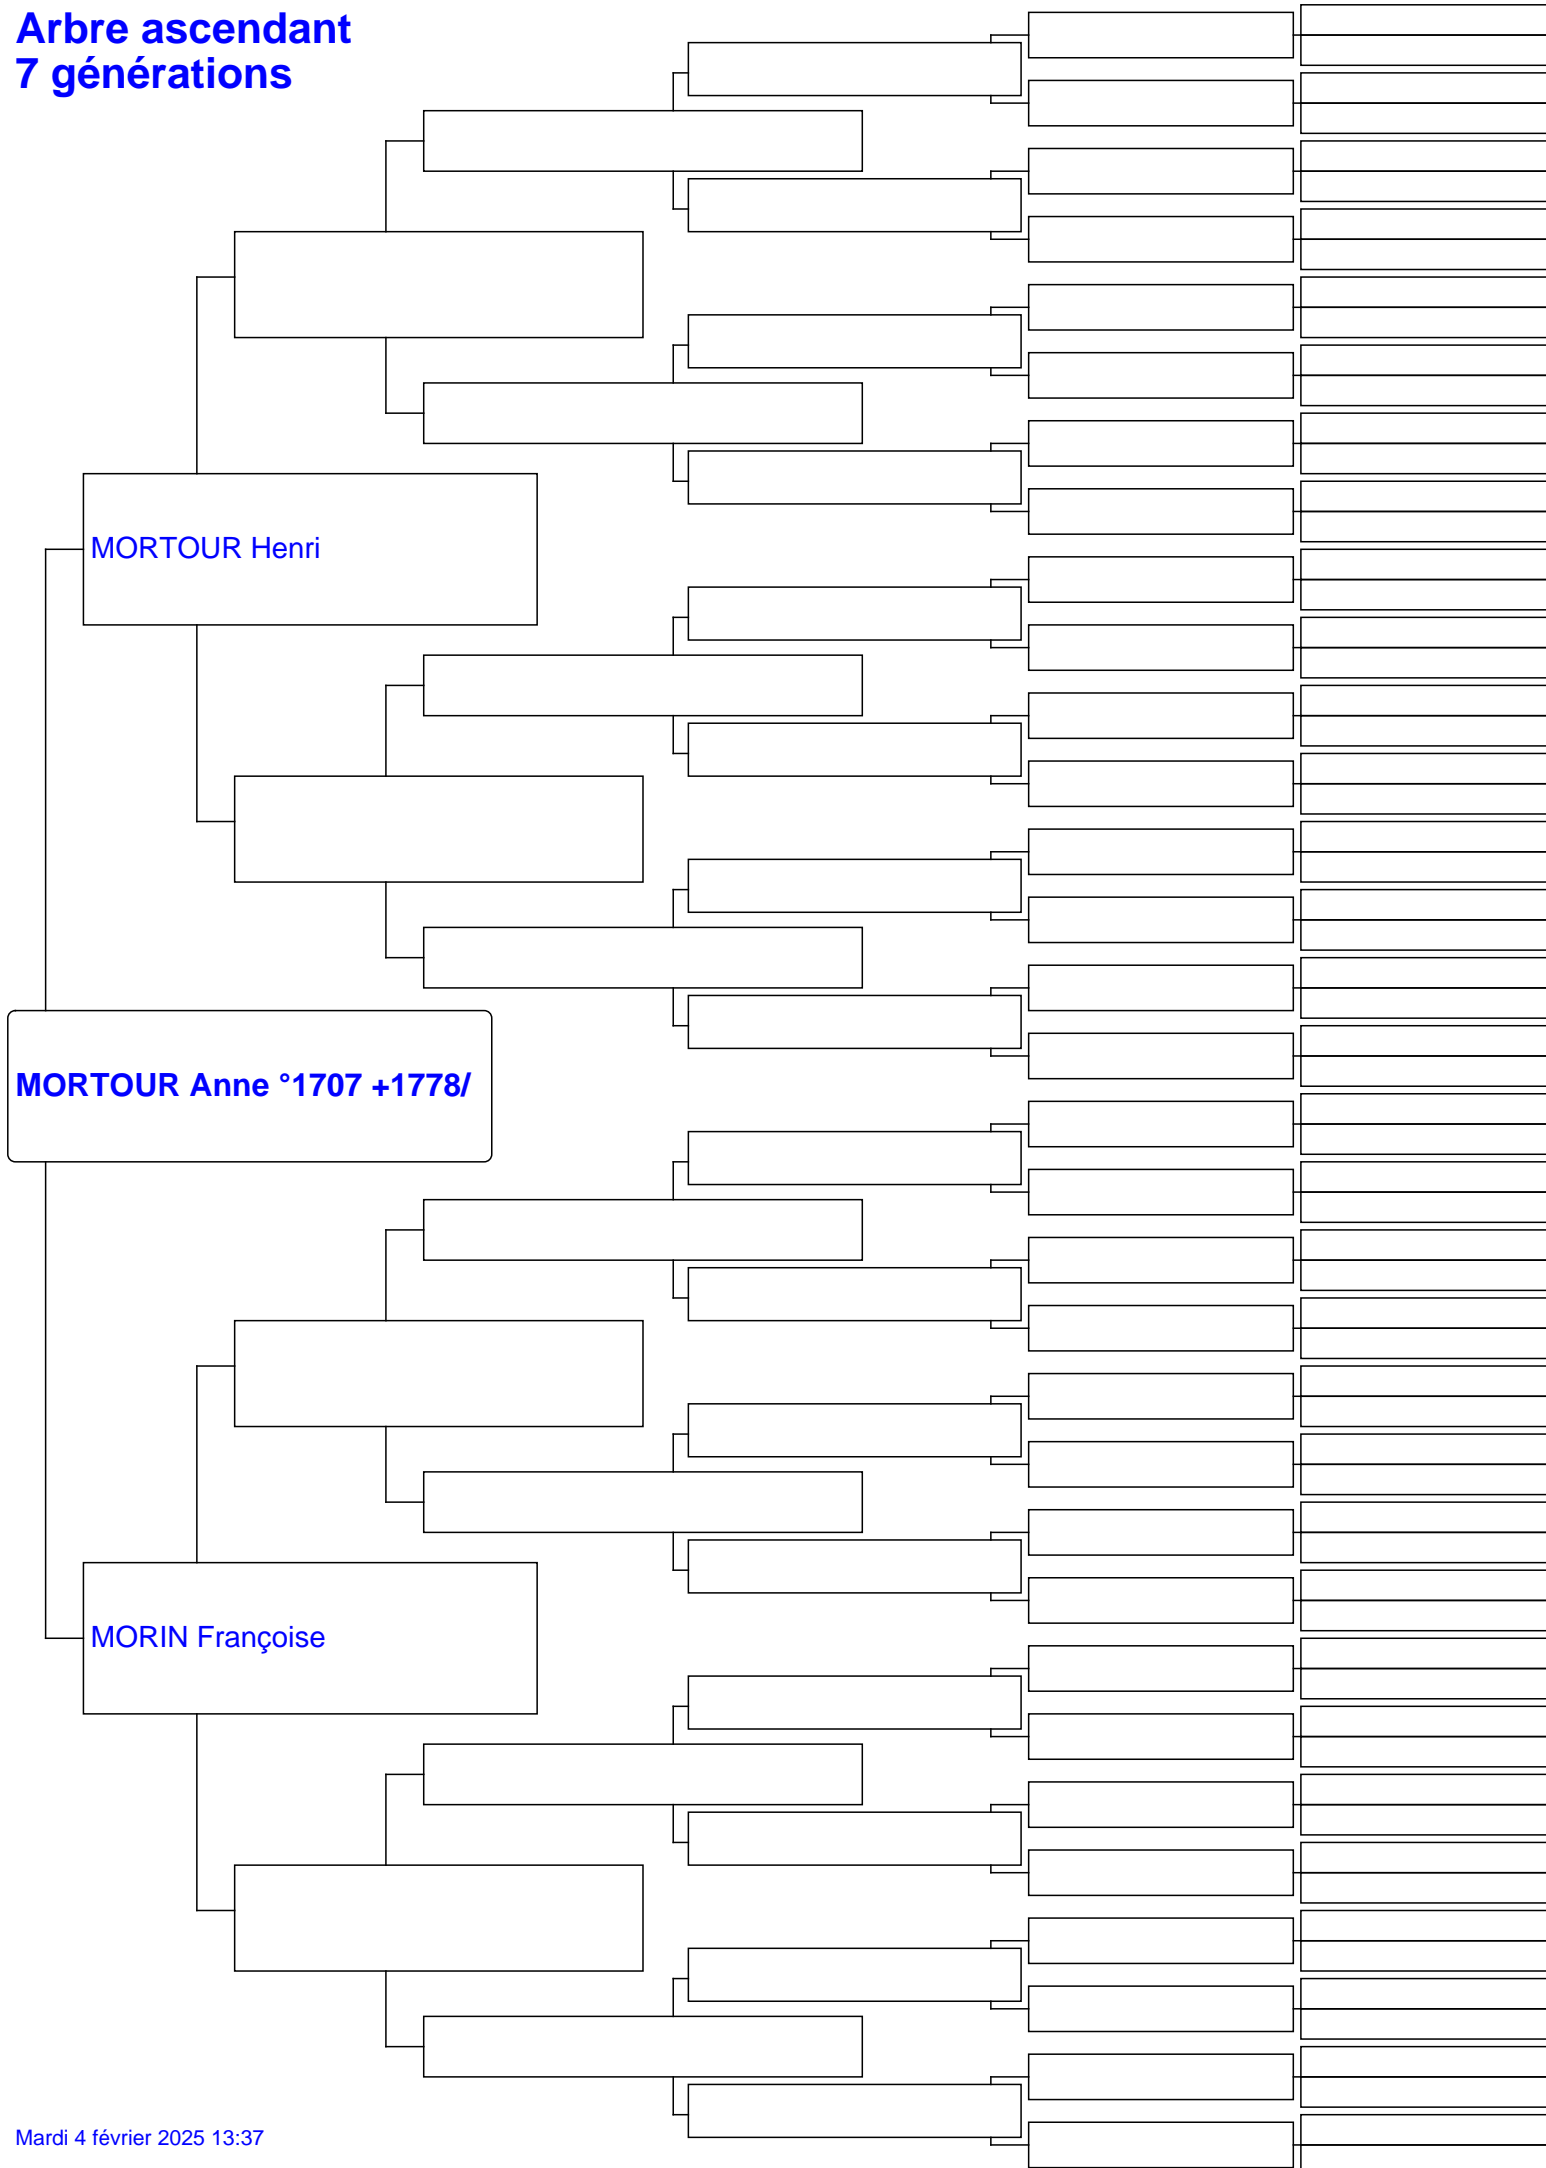 Arbre ascendant
7 générations
MORTOUR Henri
MORTOUR Anne °1707 +1778/
MORIN Françoise
Mardi 4 février 2025 13:37